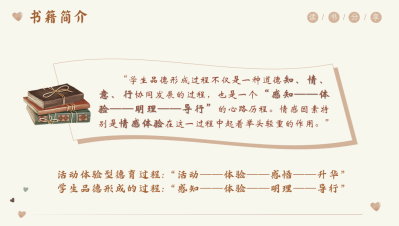 书籍简介
读 书 分 享
“学生品德形成过程不仅是一种道德知、情、
意、行协同发展的过程，也是一个“感知——体
验——明理——导行”的心路历程。情感因素特
别是情感体验在这一过程中起着举头轻重的作用。”
活动体验型德育过程：“活动——体验——感悟——升华”
学生品德形成的过程：“感知——体验——明理——导行”